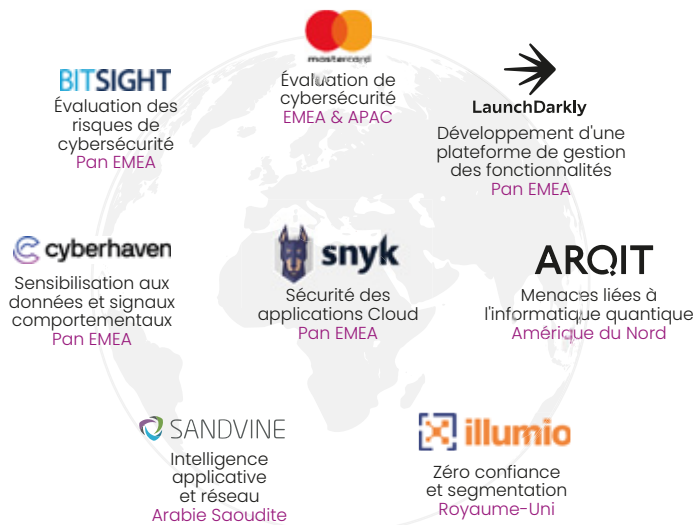 mastercard
Évaluation de
cybersécurité
EMEA & APAC
BITSIGHT
Évaluation des
risques de
cybersécurité
Pan EMEA
LaunchDarkly
Développement d'une
plateforme de gestion
des fonctionnalités
Pan EMEA
cyberhaven
Sensibilisation aux
données et signaux
comportementaux
Pan EMEA
snyk
Sécurité des
applications Cloud
Pan EMEA
ARQIT
Menaces liées à
l'informatique quantique
Amérique du Nord
SANDVINE
Intelligence
applicative
et réseau
Arabie Saoudite
illumio
Zéro confiance
et segmentation
Royaume-Uni